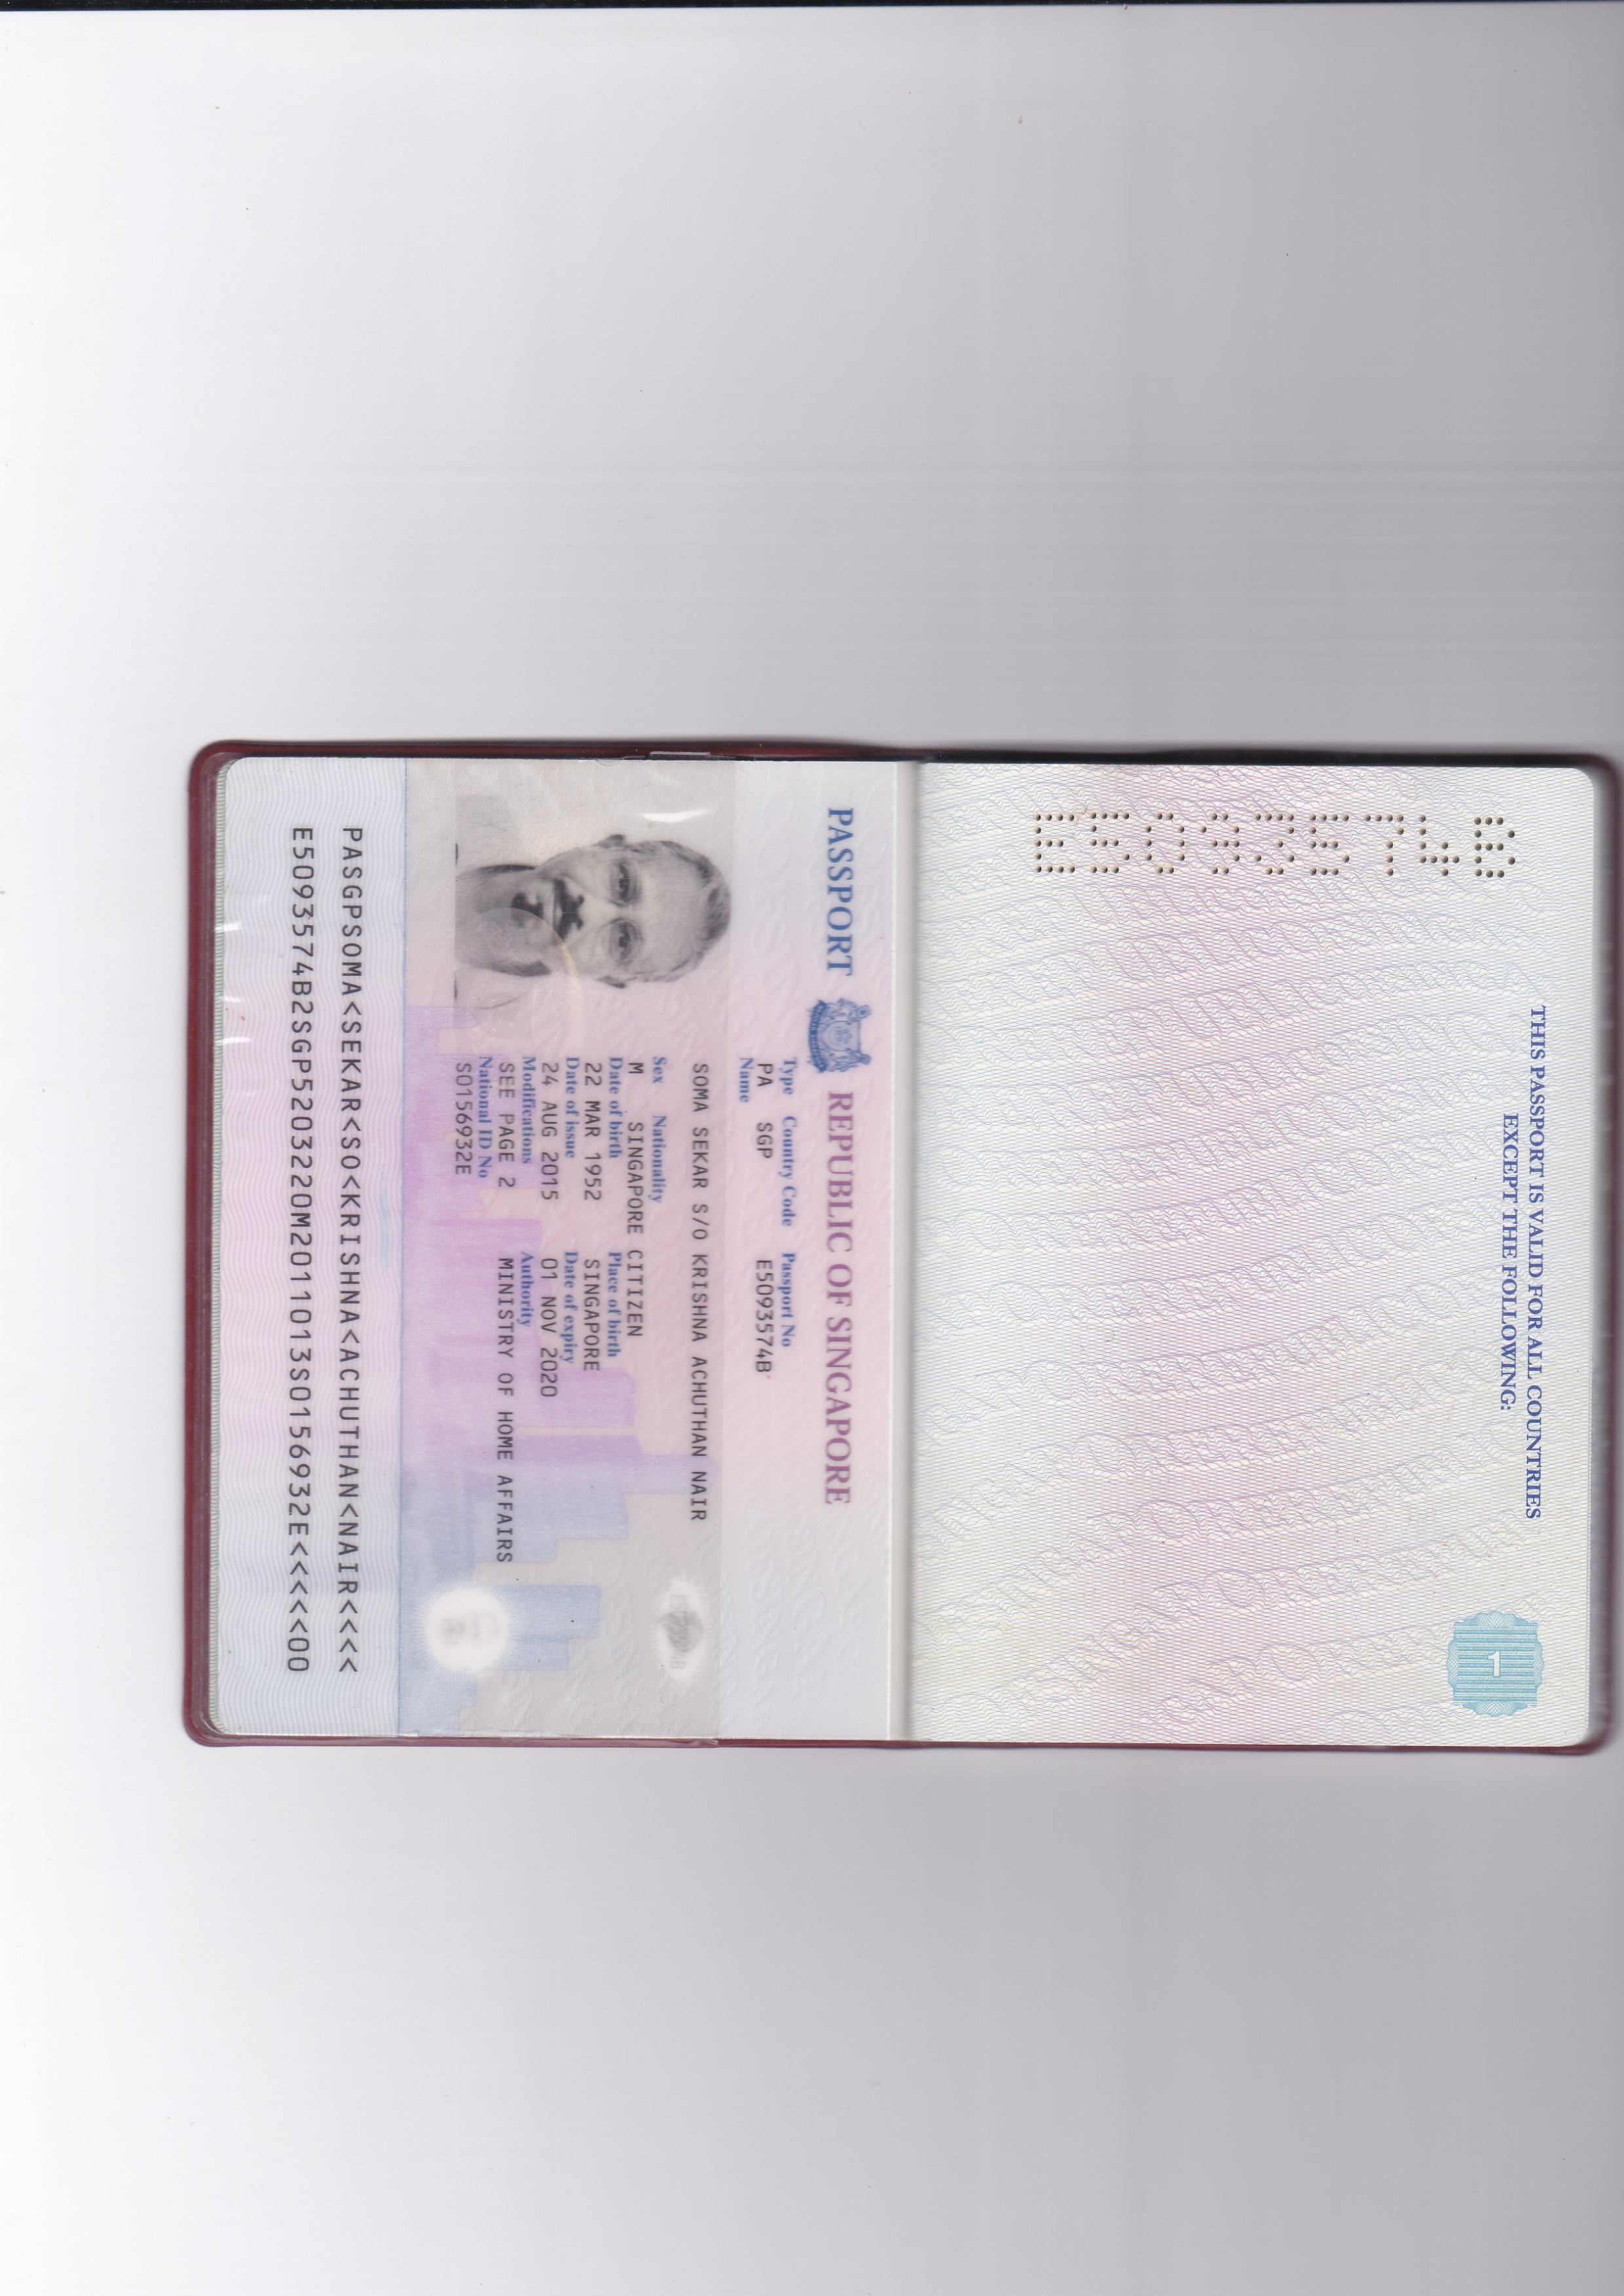 E5093574B
THIS PASSPORT IS VALID FOR ALL COUNTRIES
EXCEPT THE FOLLOWING:
1
PASSPORT REPUBLIC OF SINGAPORE
Type Country Code Passport No
PA SGP E5093574B
Name
SOMA SEKAR S/O KRISHNA ACHUTHAN NAIR
Sex Nationality
M SINGAPORE CITIZEN
Date of birth Place of birth
22 MAR 1952 SINGAPORE
Date of issue Date of expiry
24 AUG 2015 01 NOV 2020
Modifications Authority
SEE PAGE 2 MINISTRY OF HOME AFFAIRS
National ID No
S0156932E
PASGPSOMA<SEKAR<SO<KRISHNA<ACHUTHAN<NAIR<<<<
E5093574B2SGP5203220M2011013S0156932E<<<<<00